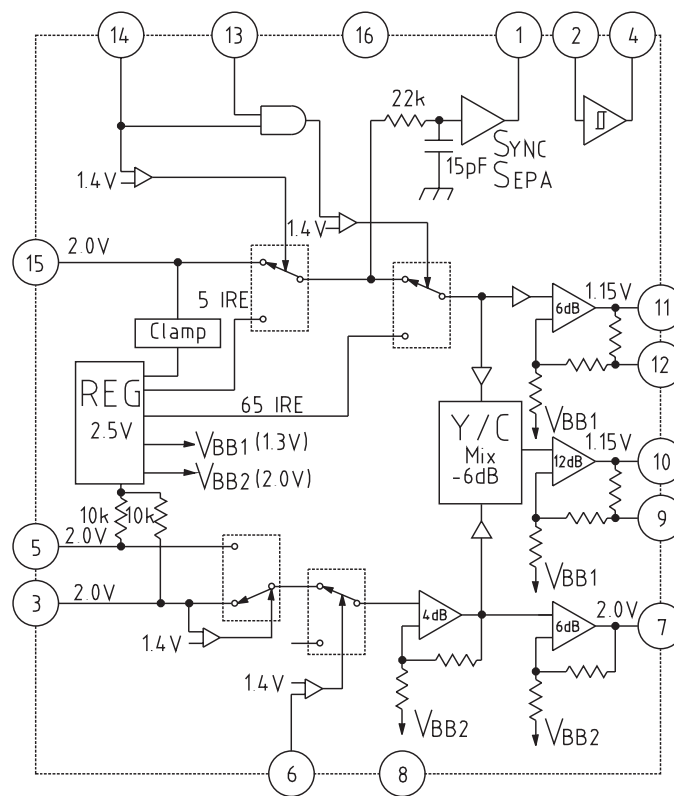 14
13
16
1
2
4
22k
15pF
SYNC
SEPA
1.4V
1.4V
15
2.0V
5 IRE
Clamp
REG
2.5V
65 IRE
VBB1 (1.3V)
VBB2 (2.0V)
6dB
1.15V
11
12
VBB1
Y/C
Mix
-6dB
12dB
1.15V
10
9
VBB1
10k
10k
5
2.0V
3
2.0V
1.4V
1.4V
4dB
VBB2
6dB
2.0V
7
VBB2
6
8